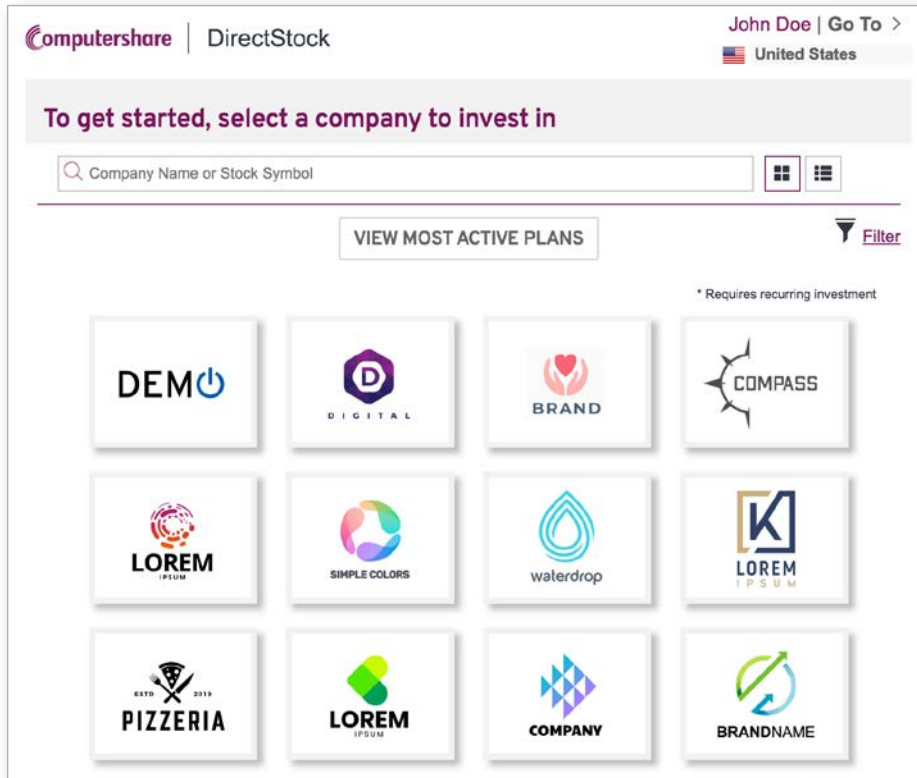 Computershare | DirectStock
John Doe | Go To >
United States
To get started, select a company to invest in
Company Name or Stock Symbol
VIEW MOST ACTIVE PLANS
Filter
* Requires recurring investment
DEMO
D
DIGITAL
BRAND
COMPASS
LOREM
IPSUM
SIMPLE COLORS
waterdrop
K
LOREM
IPSUM
ESTD 2019
PIZZERIA
LOREM
IPSUM
COMPANY
BRANDNAME